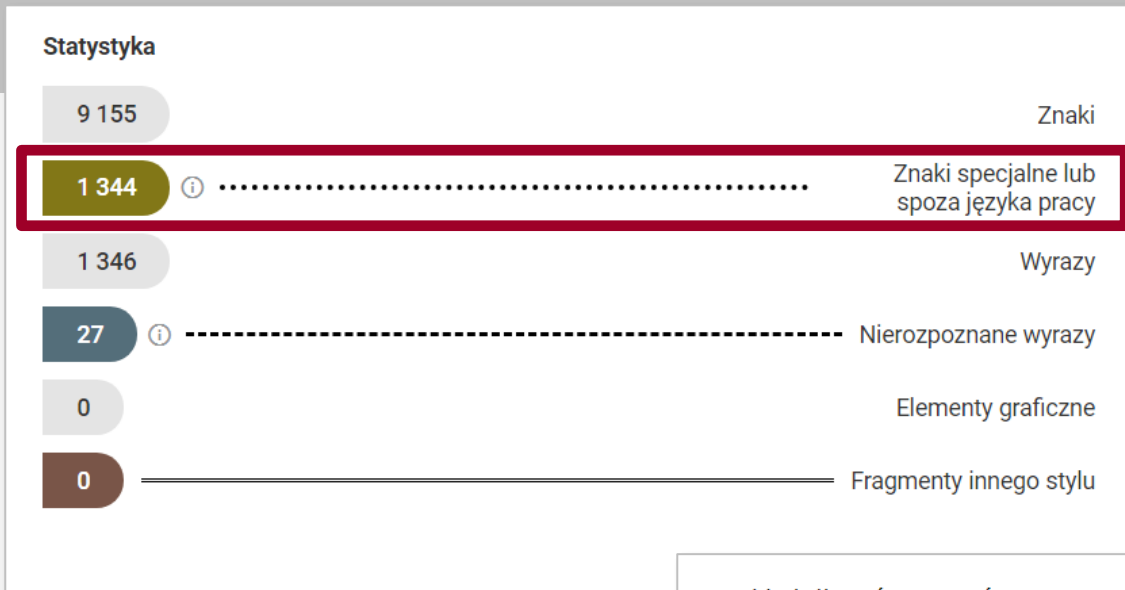 Statystyka
9 155 Znaki
1 344 Znaki specjalne lub
spoza języka pracy
1 346 Wyrazy
27 Nierozpoznane wyrazy
0 Elementy graficzne
0 Fragmenty innego stylu